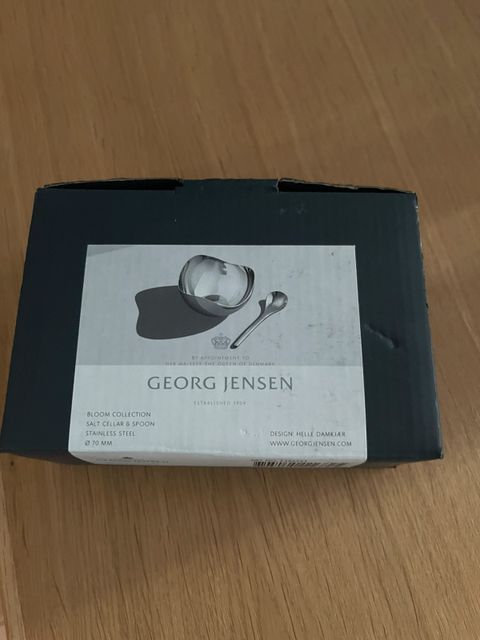 BY APPOINTMENT TO
HER MAJESTY THE QUEEN OF DENMARK
GEORG JENSEN
ESTABLISHED 1904
BLOOM COLLECTION
SALT CELLAR & SPOON
STAINLESS STEEL
Ø 70 MM
DESIGN HELLE DAMKJÆR
WWW.GEORGJENSEN.COM